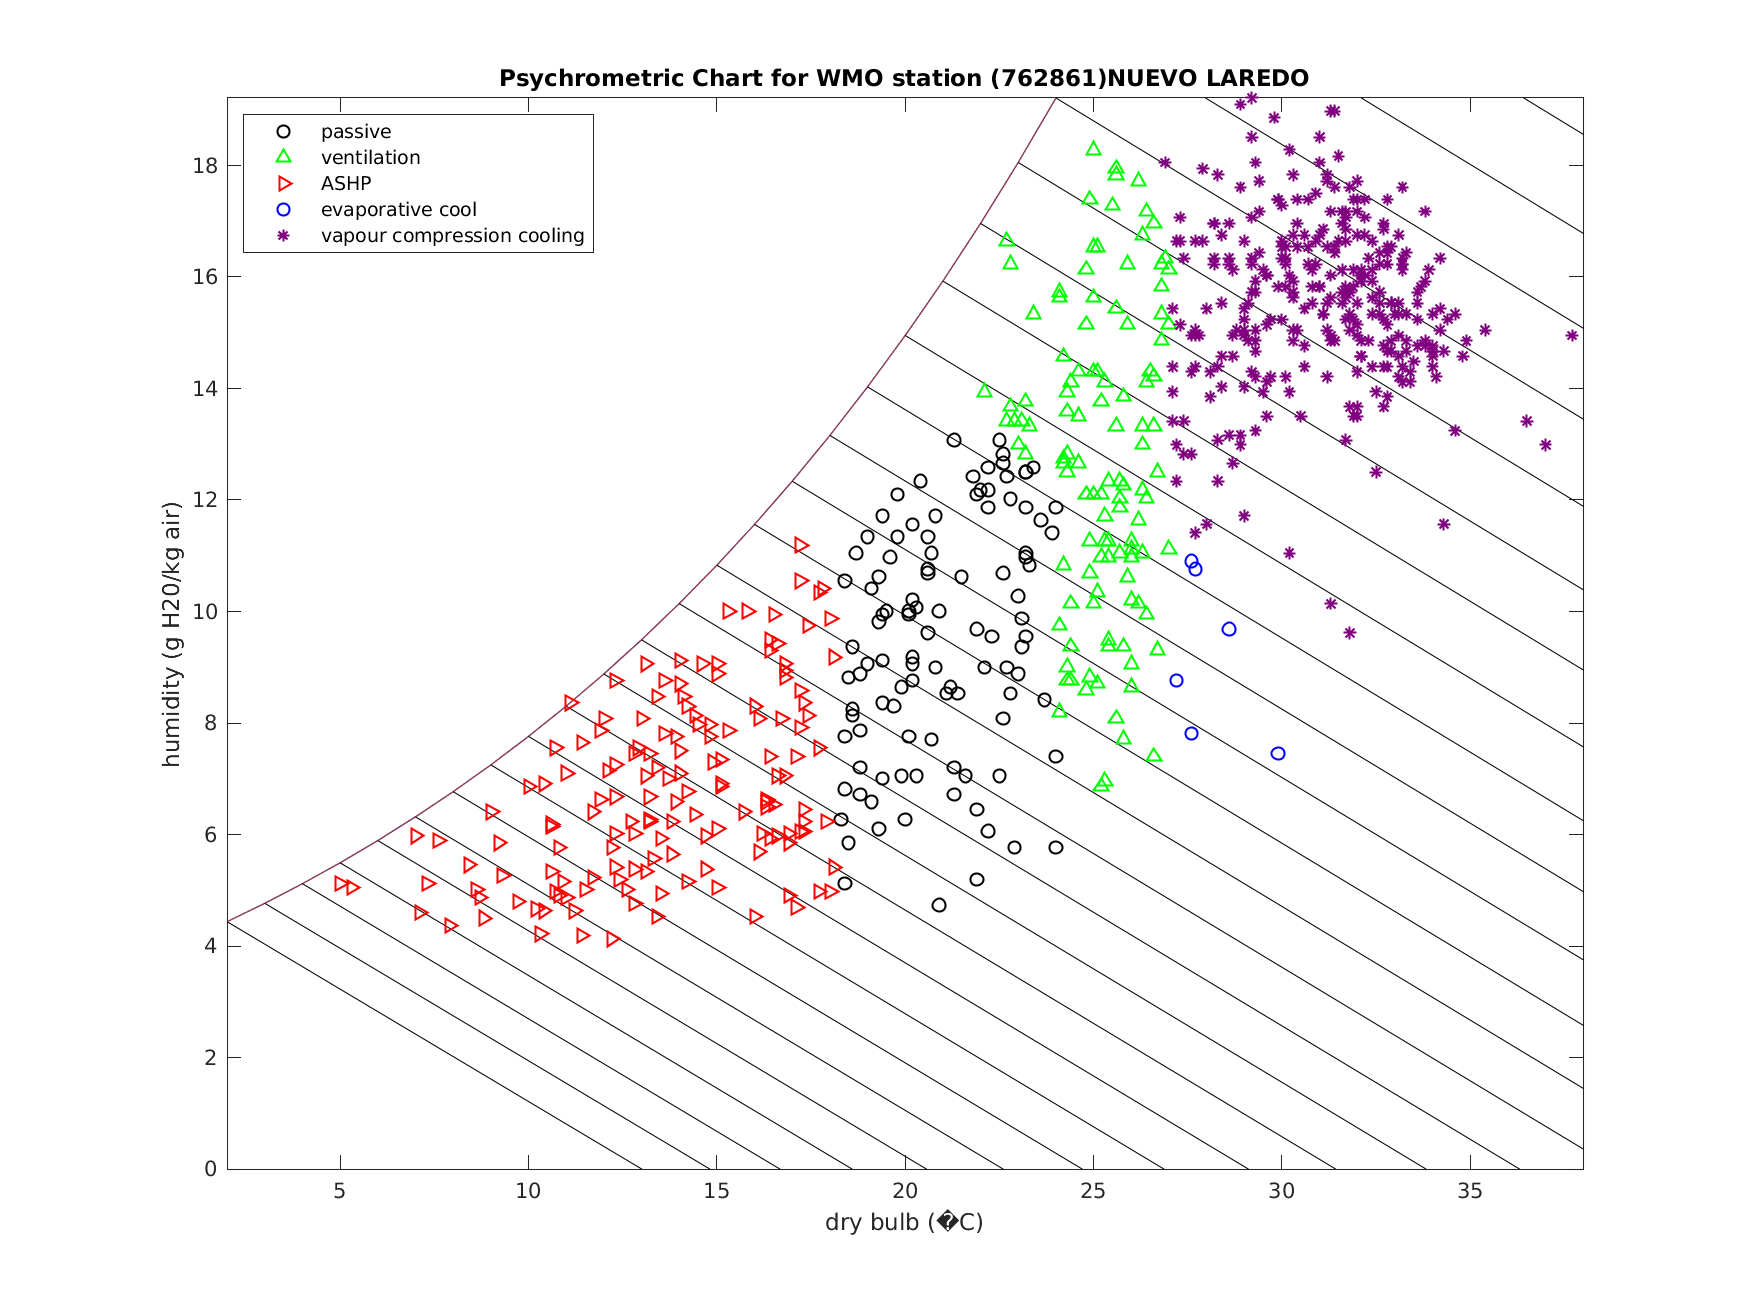 Psychrometric Chart for WMO station (762861)NUEVO LAREDO
passive
ventilation
ASHP
evaporative cool
vapour compression cooling
humidity (g H20/kg air)
18
16
14
12
10
8
6
4
2
0
5 10 15 20 25 30 35
dry bulb (�C)